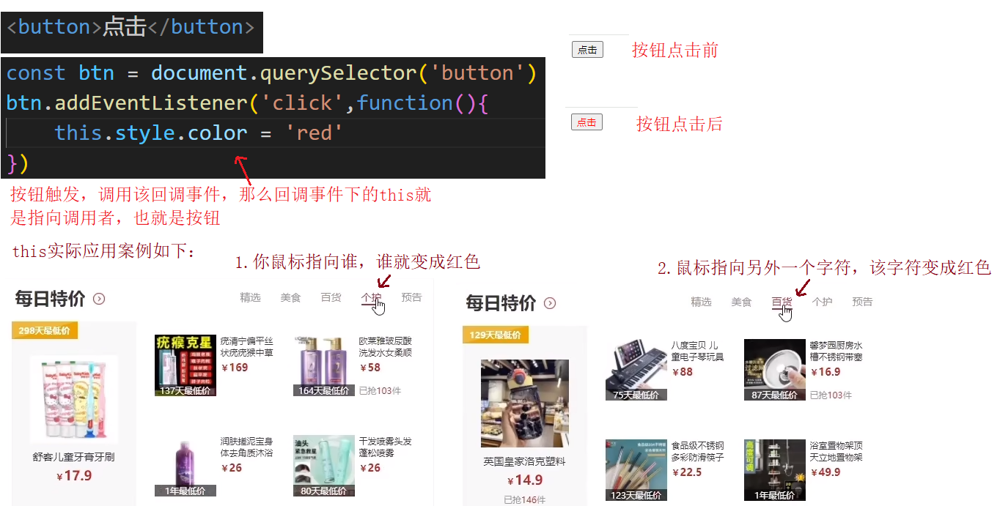 <button>点击</button>
const btn = document.querySelector('button')
btn.addEventListener('click',function(){
this.style.color = 'red'
})
点击 按钮点击前
点击 按钮点击后
按钮触发，调用该回调事件，那么回调事件下的this就
是指向调用者，也就是按钮
this实际应用案例如下：
1.你鼠标指向谁，谁就变成红色
每日特价
精选 美食 百货 个护 预告
298天最低价
舒客儿童牙膏牙刷
¥17.9
疣瘊克星
137天最低价
疣清宁偏平丝
状疣疣猴中草
¥169
164天最低价
欧莱雅玻尿酸
洗发水女柔顺
¥58
已抢103件
1年最低价
润肤搓泥宝身
体去角质沐浴
¥26
油头
紧急救星
80天最低价
干发喷雾头发
蓬松喷雾
¥26
2.鼠标指向另外一个字符，该字符变成红色
每日特价
精选 美食 百货 个护 预告
129天最低价
英国皇家洛克塑料
¥14.9
已抢146件
75天最低价
八度宝贝 儿
童电子琴玩具
¥88
87天最低价
馨梦园厨房水
槽不锈钢带塞
¥16.9
已抢103件
123天最低价
食品级不锈钢
多彩防滑筷子
¥22.5
高度可调
1年最低价
浴室置物架顶
天立地置物架
¥49.9